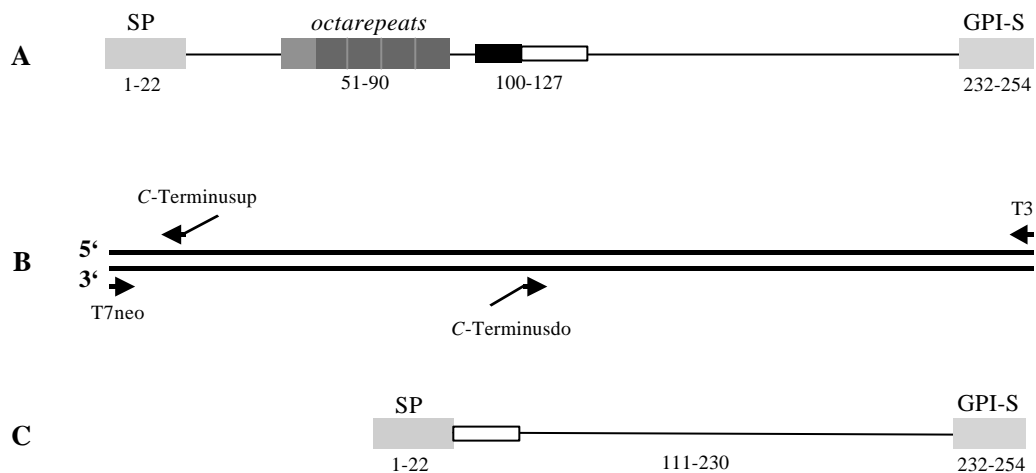 SP octarepeats GPI-S
A
1-22 51-90 100-127 232-254
C-Terminusup
T3
5‘
B
3‘
T7neo
C-Terminusdo
SP GPI-S
C
1-22 111-230 232-254